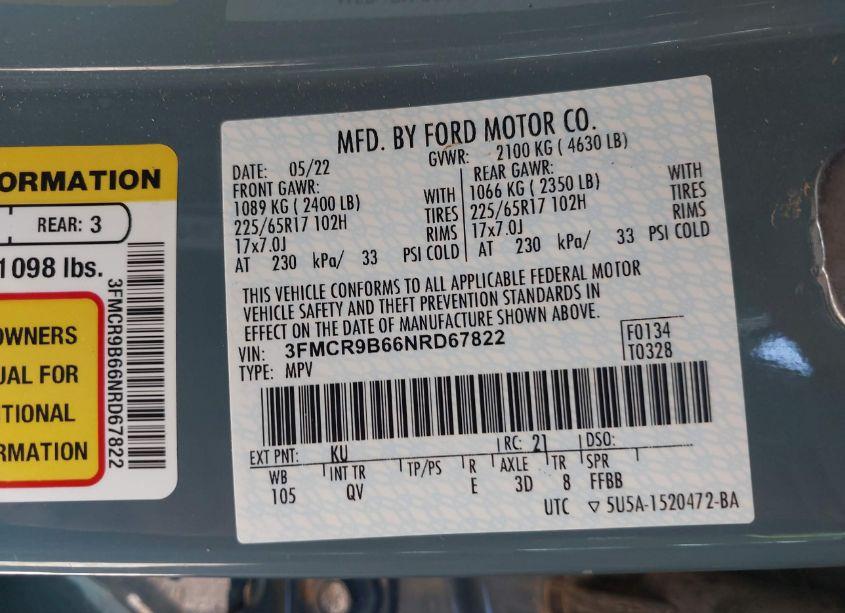 ORMATION
REAR: 3
1098 lbs.
3FMCR9B66NRD67822
OWNERS
UAL FOR
ITIONAL
RMATION
MFD. BY FORD MOTOR CO.
DATE: 05/22 GVWR: 2100 KG ( 4630 LB)
FRONT GAWR: REAR GAWR:
1089 KG ( 2400 LB) WITH 1066 KG ( 2350 LB) WITH
225/65R17 102H TIRES 225/65R17 102H TIRES
17x7.0J RIMS 17x7.0J RIMS
AT 230 kPa/ 33 PSI COLD AT 230 kPa/ 33 PSI COLD
THIS VEHICLE CONFORMS TO ALL APPLICABLE FEDERAL MOTOR
VEHICLE SAFETY AND THEFT PREVENTION STANDARDS IN
EFFECT ON THE DATE OF MANUFACTURE SHOWN ABOVE.
VIN: 3FMCR9B66NRD67822 F0134
TYPE: MPV T0328
EXT PNT: KU RC: 21 DSO:
WB INT TR TP/PS R AXLE TR SPR
105 QV E 3D 8 FFBB
UTC ▽ 5U5A-1520472-BA